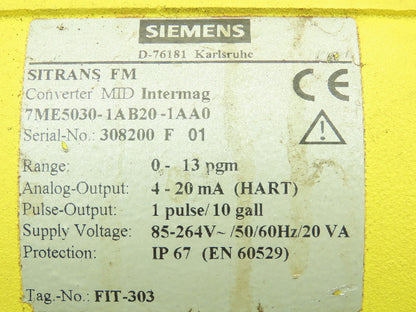 SIEMENS
D-76181 Karlsruhe
SITRANS FM
Converter MID Intermag
7ME5030-1AB20-1AA0
Serial-No.: 308200 F 01
Range: 0 - 13 pgm
Analog-Output: 4 - 20 mA (HART)
Pulse-Output: 1 pulse/ 10 gall
Supply Voltage: 85-264V~ /50/60Hz/20 VA
Protection: IP 67 (EN 60529)
Tag.-No.: FIT-303
CE